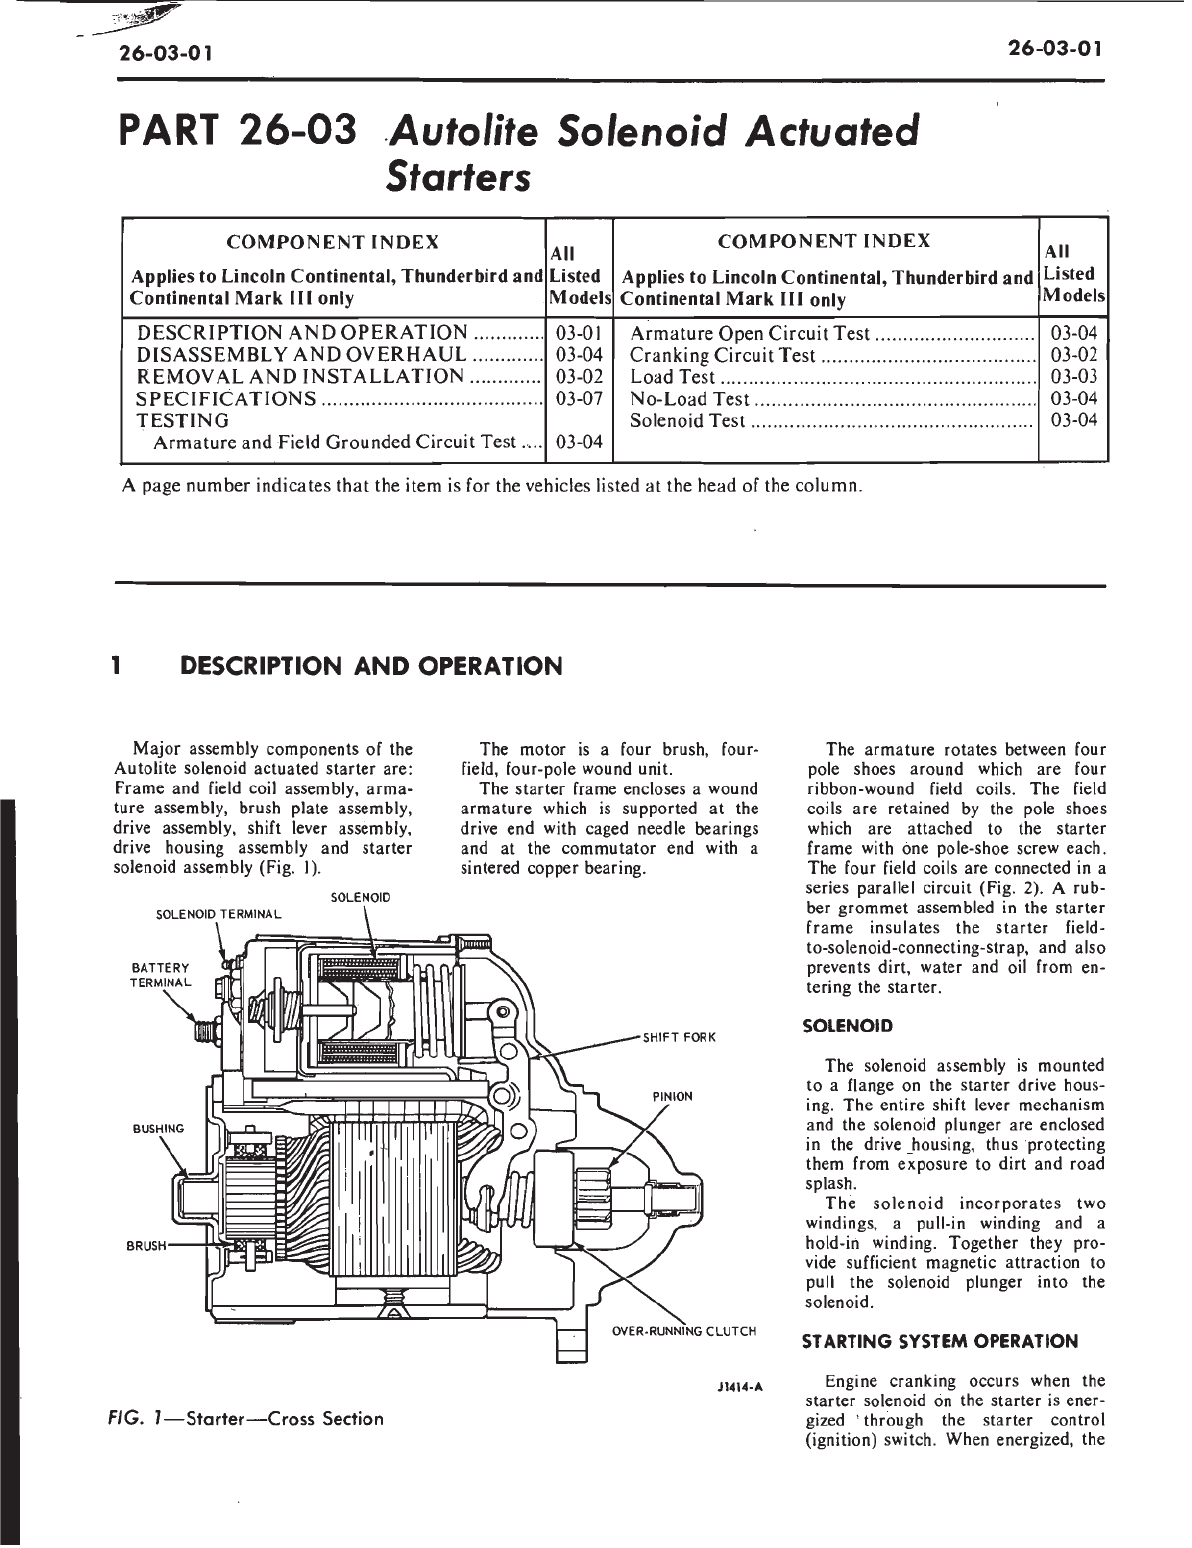 26-03-01
26-03-01
PART 26-03 Autolite Solenoid Actuated
Starters
COMPONENT INDEX
Applies to Lincoln Continental, Thunderbird and
Continental Mark III only
All
Listed
Models
DESCRIPTION AND OPERATION ............. 03-01
DISASSEMBLY AND OVERHAUL ............. 03-04
REMOVAL AND INSTALLATION ............. 03-02
SPECIFICATIONS ........................................ 03-07
TESTING
Armature and Field Grounded Circuit Test .... 03-04
COMPONENT INDEX
Applies to Lincoln Continental, Thunderbird and
Continental Mark III only
All
Listed
Models
Armature Open Circuit Test ............................. 03-04
Cranking Circuit Test ....................................... 03-02
Load Test ......................................................... 03-03
No-Load Test ................................................... 03-04
Solenoid Test ................................................... 03-04
A page number indicates that the item is for the vehicles listed at the head of the column.
1 DESCRIPTION AND OPERATION
Major assembly components of the
Autolite solenoid actuated starter are:
Frame and field coil assembly, arma-
ture assembly, brush plate assembly,
drive assembly, shift lever assembly,
drive housing assembly and starter
solenoid assembly (Fig. 1).
The motor is a four brush, four-
field, four-pole wound unit.
The starter frame encloses a wound
armature which is supported at the
drive end with caged needle bearings
and at the commutator end with a
sintered copper bearing.
SOLENOID
SOLENOID TERMINAL
BATTERY
TERMINAL
SHIFT FORK
PINION
BUSHING
BRUSH
OVER-RUNNING CLUTCH
J1414-A
FIG. 1—Starter—Cross Section
The armature rotates between four
pole shoes around which are four
ribbon-wound field coils. The field
coils are retained by the pole shoes
which are attached to the starter
frame with one pole-shoe screw each.
The four field coils are connected in a
series parallel circuit (Fig. 2). A rub-
ber grommet assembled in the starter
frame insulates the starter field-
to-solenoid-connecting-strap, and also
prevents dirt, water and oil from en-
tering the starter.
SOLENOID
The solenoid assembly is mounted
to a flange on the starter drive hous-
ing. The entire shift lever mechanism
and the solenoid plunger are enclosed
in the drive housing, thus protecting
them from exposure to dirt and road
splash.
The solenoid incorporates two
windings, a pull-in winding and a
hold-in winding. Together they pro-
vide sufficient magnetic attraction to
pull the solenoid plunger into the
solenoid.
STARTING SYSTEM OPERATION
Engine cranking occurs when the
starter solenoid on the starter is ener-
gized through the starter control
(ignition) switch. When energized, the